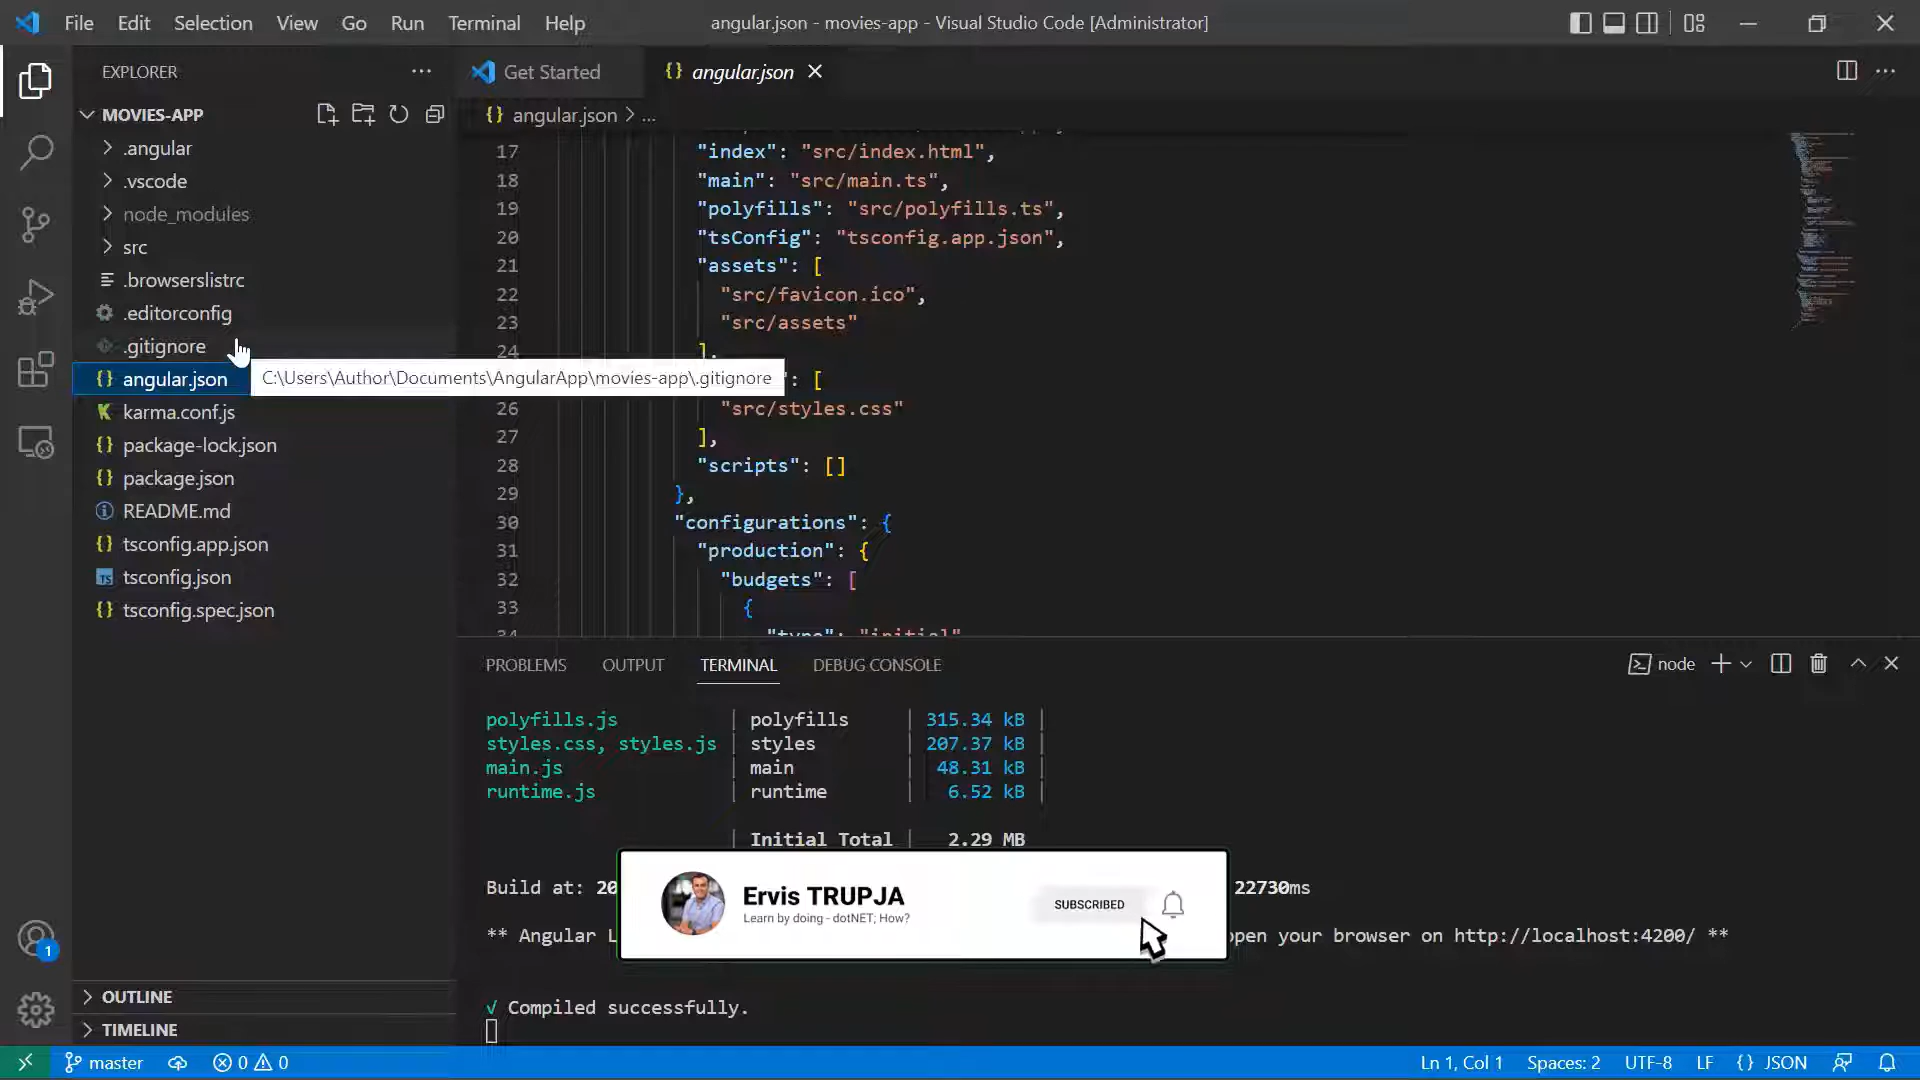 File Edit Selection View Go Run Terminal Help
angular.json - movies-app - Visual Studio Code [Administrator]
EXPLORER
MOVIES-APP
.angular
.vscode
node_modules
src
.browserslistrc
.editorconfig
.gitignore
angular.json
karma.conf.js
package-lock.json
package.json
README.md
tsconfig.app.json
tsconfig.json
tsconfig.spec.json
OUTLINE
TIMELINE
C:\Users\Author\Documents\AngularApp\movies-app\.gitignore
Get Started
{} angular.json
{} angular.json > ...
17 "index": "src/index.html",
18 "main": "src/main.ts",
19 "polyfills": "src/polyfills.ts",
20 "tsConfig": "tsconfig.app.json",
21 "assets": [
22 "src/favicon.ico",
23 "src/assets"
24 ],
": [
26 "src/styles.css"
27 ],
28 "scripts": []
29 },
30 "configurations": {
31 "production": {
32 "budgets": [
33 {
34 "type": "initial"
PROBLEMS OUTPUT TERMINAL DEBUG CONSOLE
node
polyfills.js | polyfills | 315.34 kB |
styles.css, styles.js | styles | 207.37 kB |
main.js | main | 48.31 kB |
runtime.js | runtime | 6.52 kB |
| Initial Total | 2.29 MB
Build at: 20 22730ms
** Angular L open your browser on http://localhost:4200/ **
√ Compiled successfully.
Ervis TRUPJA
Learn by doing - dotNET; How?
SUBSCRIBED
1
master 0 0
Ln 1, Col 1 Spaces: 2 UTF-8 LF {} JSON